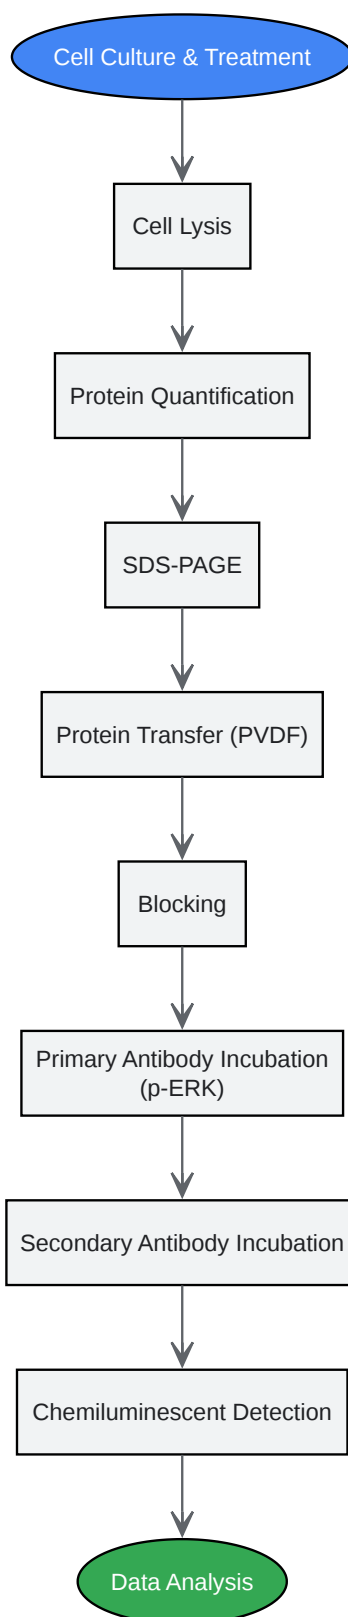 Cell Culture & Treatment
Cell Lysis
Protein Quantification
SDS-PAGE
Protein Transfer (PVDF)
Blocking
Primary Antibody Incubation
(p-ERK)
Secondary Antibody Incubation
Chemiluminescent Detection
Data Analysis